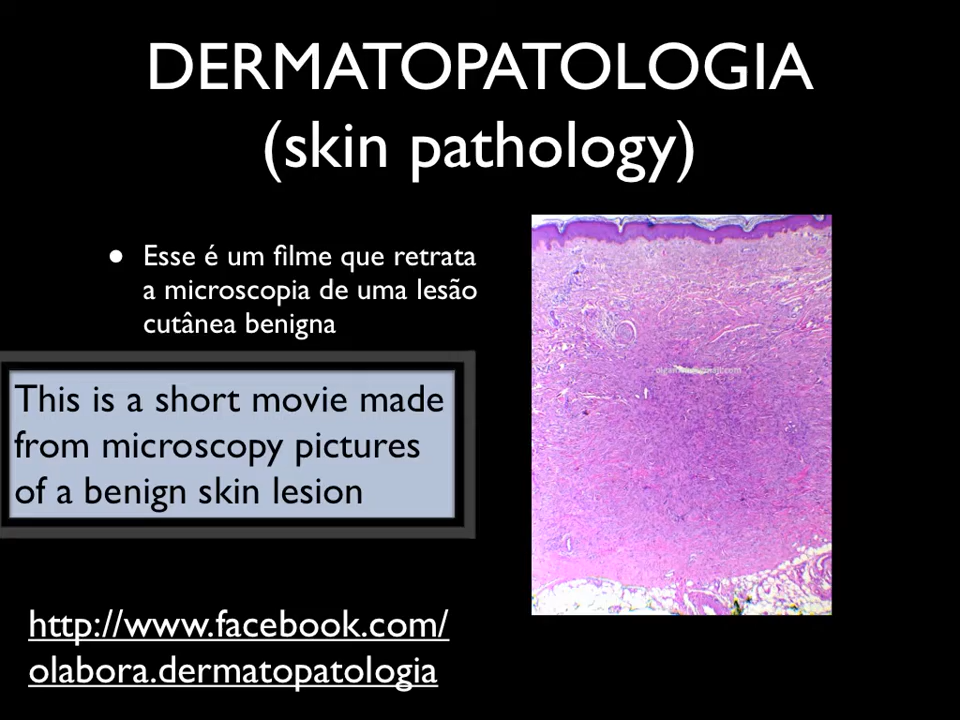 DERMATOPATOLOGIA
(skin pathology)
• Esse é um filme que retrata
a microscopia de uma lesão
cutânea benigna
This is a short movie made
from microscopy pictures
of a benign skin lesion
http://www.facebook.com/
olabora.dermatopatologia